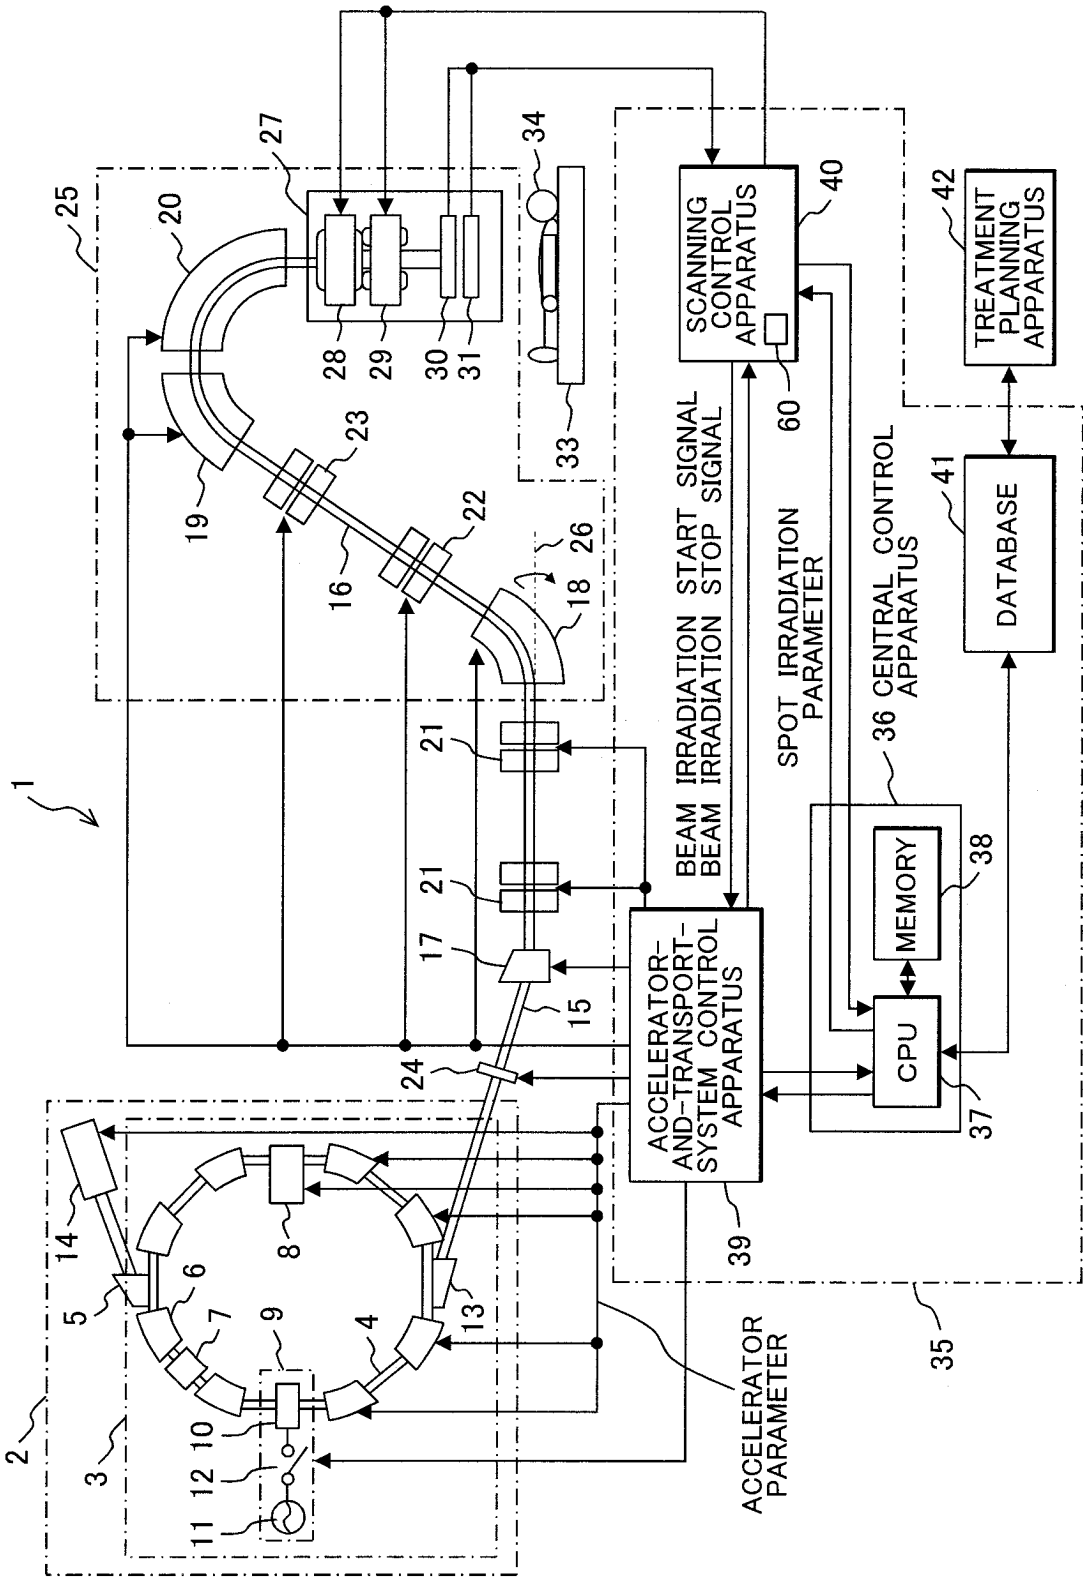 1
2
3
14
5
6
7
8
9
10
11
12
4
13
24
15
17
21
21
25
20
19
23
16
22
18
26
27
28
29
30
31
33
34
ACCELERATOR
PARAMETER
ACCELERATOR-
AND-TRANSPORT-
SYSTEM CONTROL
APPARATUS
39
BEAM IRRADIATION START SIGNAL
BEAM IRRADIATION STOP SIGNAL
SCANNING
CONTROL
APPARATUS
40
60
SPOT IRRADIATION
PARAMETER
36 CENTRAL CONTROL
APPARATUS
CPU
37
MEMORY
38
DATABASE
41
TREATMENT
PLANNING
APPARATUS
42
35